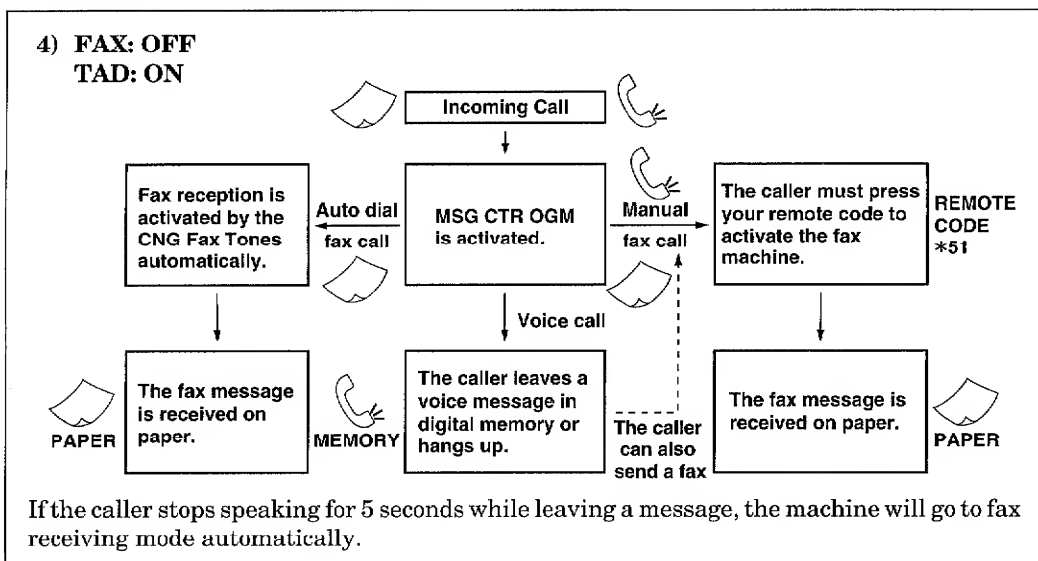 4) FAX: OFF
TAD: ON
Incoming Call
Fax reception is
activated by the
CNG Fax Tones
automatically.
Auto dial
fax call
MSG CTR OGM
is activated.
Manual
fax call
The caller must press
your remote code to
activate the fax
machine.
REMOTE
CODE
*51
Voice call
PAPER
The fax message
is received on
paper.
MEMORY
The caller leaves a
voice message in
digital memory or
hangs up.
The caller
can also
send a fax
The fax message is
received on paper.
PAPER
If the caller stops speaking for 5 seconds while leaving a message, the machine will go to fax
receiving mode automatically.